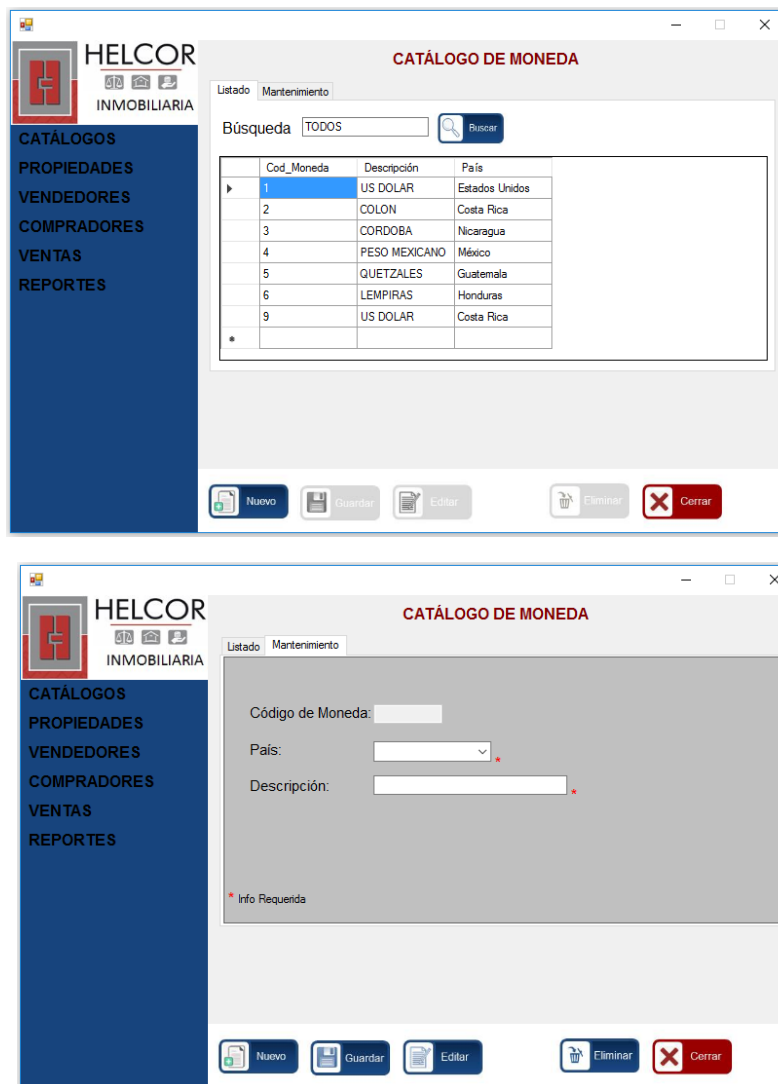 HELCOR
INMOBILIARIA
CATÁLOGOS
PROPIEDADES
VENDEDORES
COMPRADORES
VENTAS
REPORTES
CATÁLOGO DE MONEDA
Listado Mantenimiento
Búsqueda TODOS Buscar
Cod_Moneda Descripción País
1 US DOLAR Estados Unidos
2 COLON Costa Rica
3 CORDOBA Nicaragua
4 PESO MEXICANO México
5 QUETZALES Guatemala
6 LEMPIRAS Honduras
9 US DOLAR Costa Rica
Nuevo Guardar Editar Eliminar Cerrar
HELCOR
INMOBILIARIA
CATÁLOGOS
PROPIEDADES
VENDEDORES
COMPRADORES
VENTAS
REPORTES
CATÁLOGO DE MONEDA
Listado Mantenimiento
Código de Moneda:
País: *
Descripción: *
* Info Requerida
Nuevo Guardar Editar Eliminar Cerrar